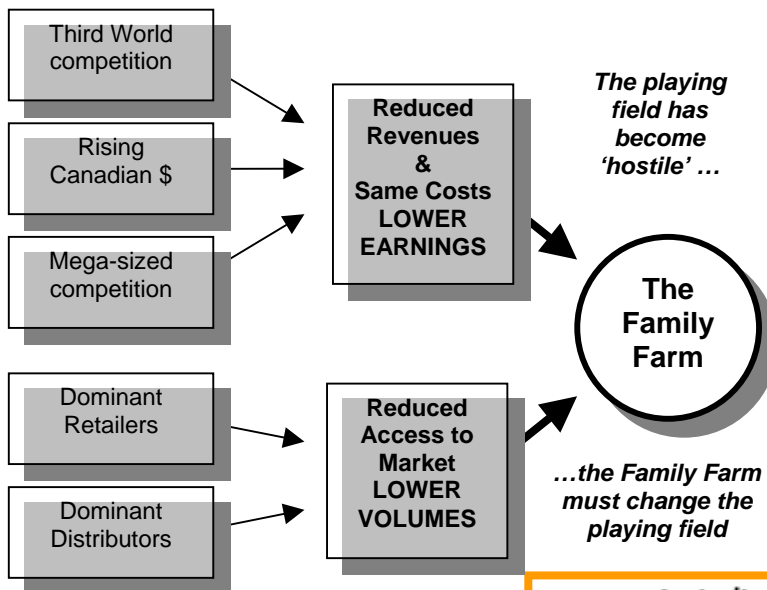 Third World
competition
Rising
Canadian $
Mega-sized
competition
Dominant
Retailers
Dominant
Distributors
Reduced
Revenues
&
Same Costs
LOWER
EARNINGS
Reduced
Access to
Market
LOWER
VOLUMES
The playing
field has
become
‘hostile’ …
The
Family
Farm
…the Family Farm
must change the
playing field